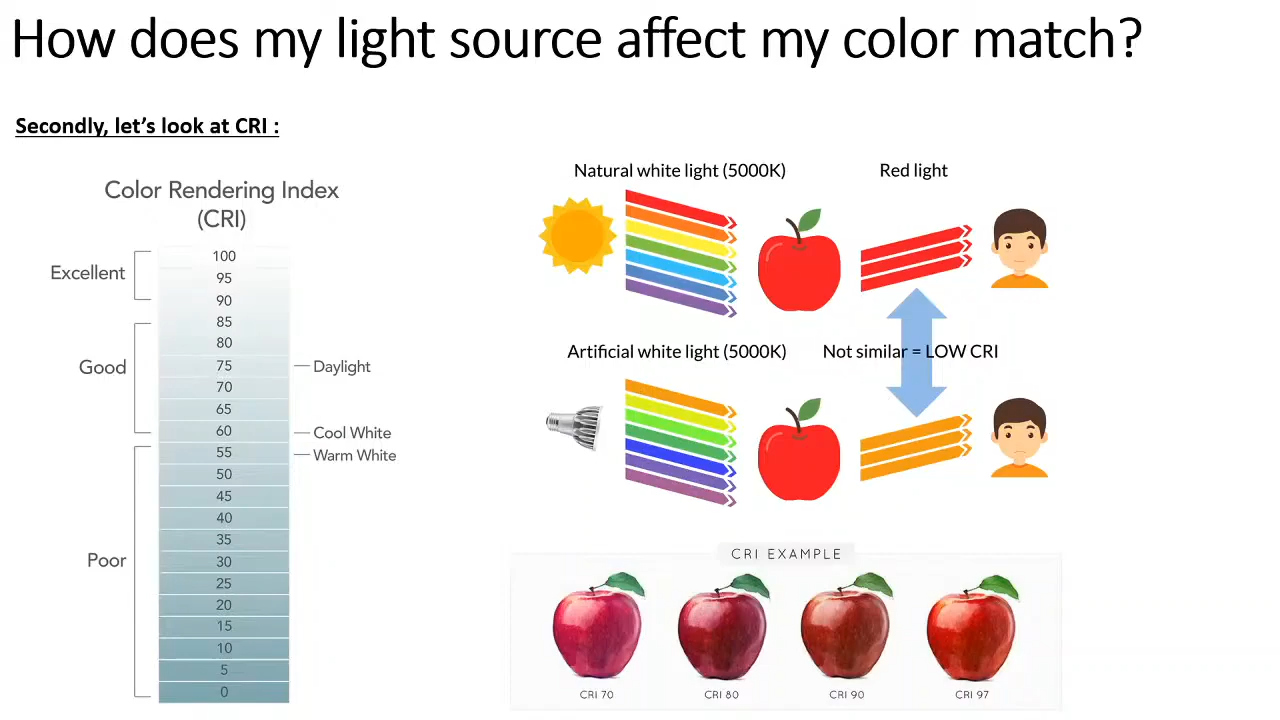 How does my light source affect my color match?
Secondly, let's look at CRI :
Color Rendering Index
(CRI)
Excellent
Good
Poor
100
95
90
85
80
75
70
65
60
55
50
45
40
35
30
25
20
15
10
5
0
Daylight
Cool White
Warm White
Natural white light (5000K)
Red light
Artificial white light (5000K)
Not similar = LOW CRI
CRI EXAMPLE
CRI 70
CRI 80
CRI 90
CRI 97